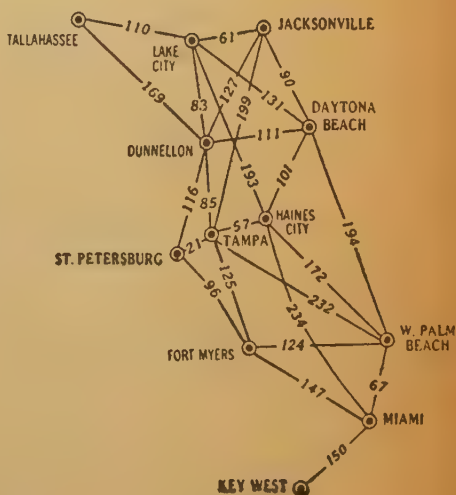 JACKSONVILLE
TALLAHASSEE
110
LAKE
CITY
61
90
169
83
127
199
131
DAYTONA
BEACH
DUNNELLON
111
116
85
193
101
194
HAINES
CITY
57
TAMPA
21
ST. PETERSBURG
125
96
172
232
234
W. PALM
BEACH
FORT MYERS
124
147
67
MIAMI
150
KEY WEST